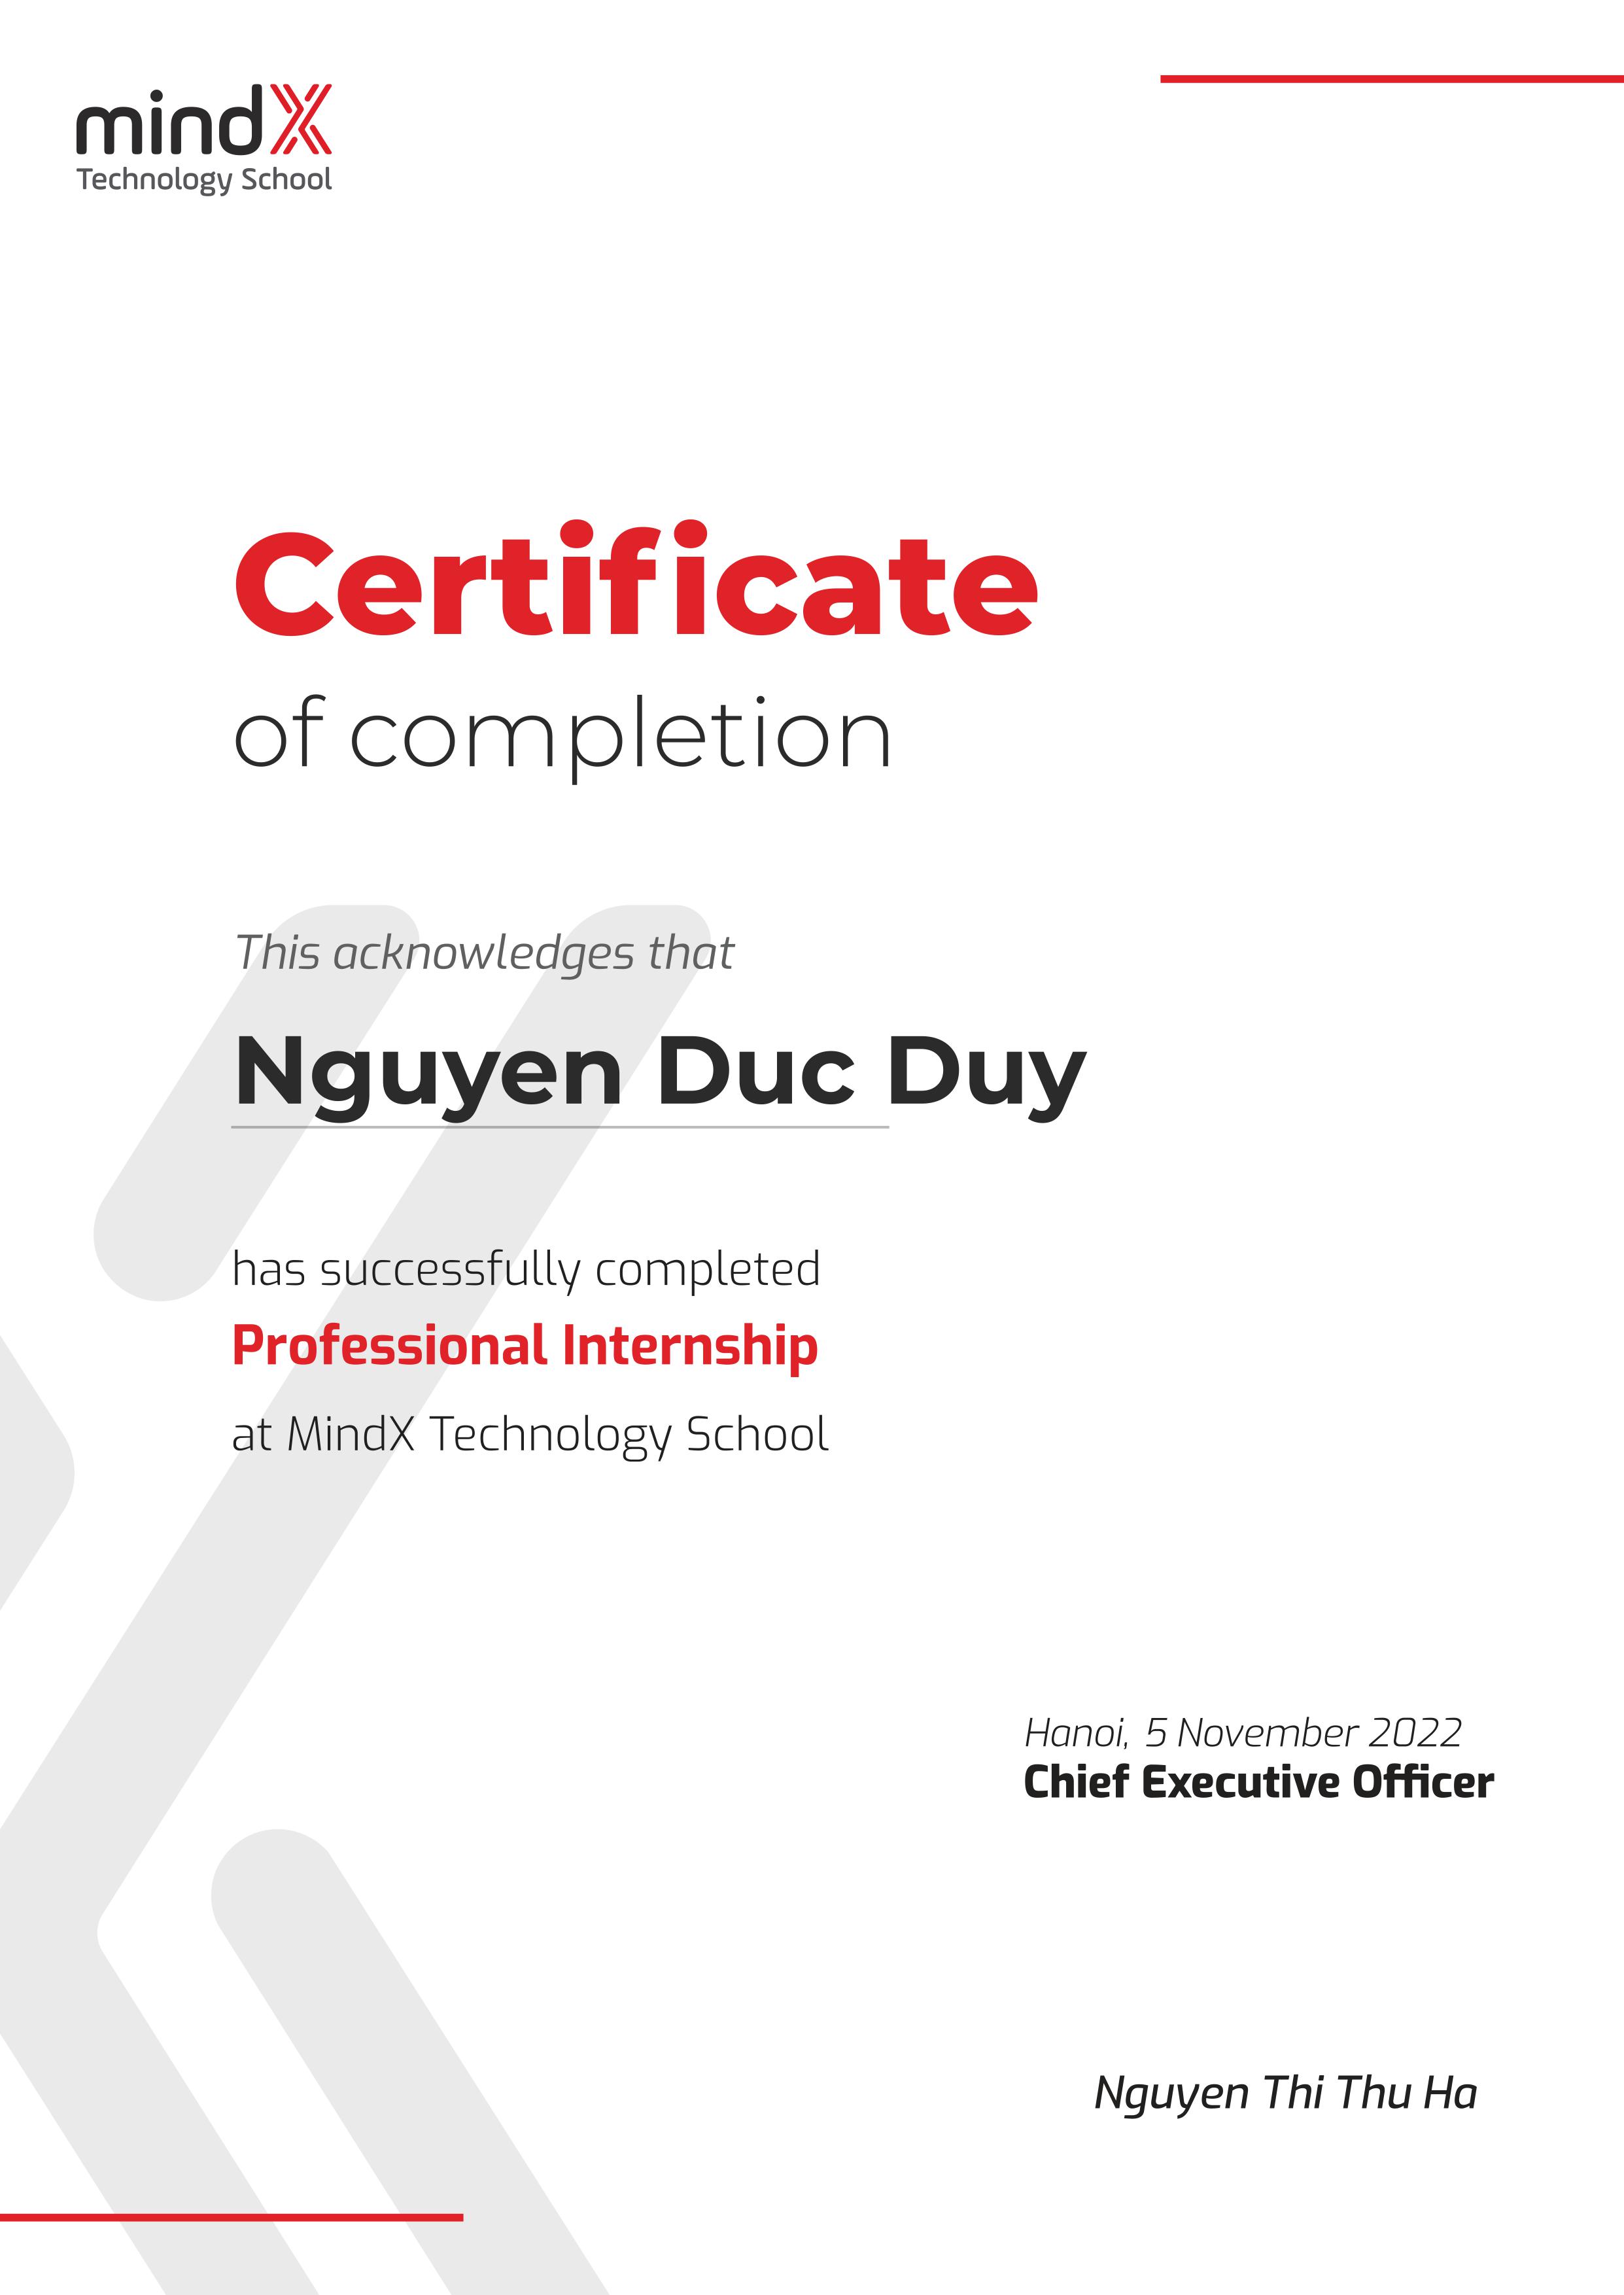 mindX
Technology School
Certificate
of completion
This acknowledges that
Nguyen Duc Duy
has successfully completed
Professional Internship
at MindX Technology School
Hanoi, 5 November 2022
Chief Executive Officer
Nguyen Thi Thu Ha